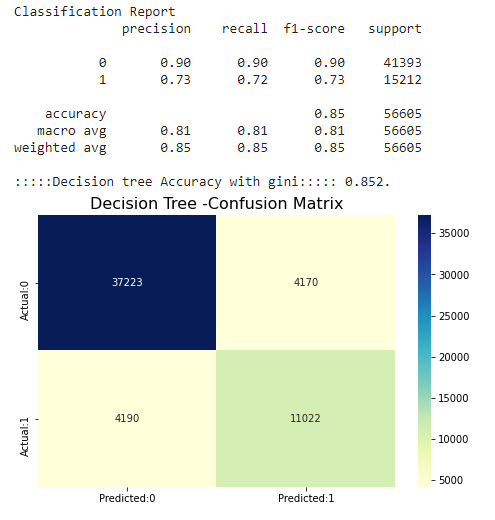 Classification Report
precision recall f1-score support
0 0.90 0.90 0.90 41393
1 0.73 0.72 0.73 15212
accuracy 0.85 56605
macro avg 0.81 0.81 0.81 56605
weighted avg 0.85 0.85 0.85 56605
:::::Decision tree Accuracy with gini::::: 0.852.
Decision Tree -Confusion Matrix
Actual:0
37223 4170
Actual:1
4190 11022
Predicted:0 Predicted:1
35000
30000
25000
20000
15000
10000
5000